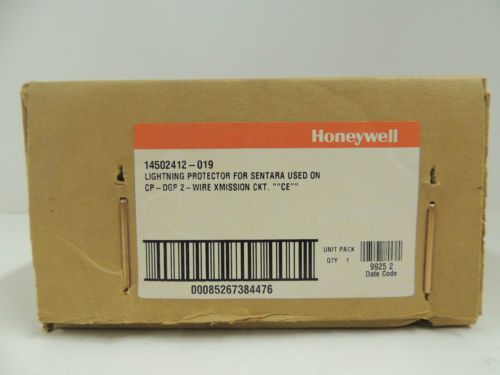 Honeywell
14502412-019
LIGHTNING PROTECTOR FOR SENTARA USED ON
CP-DGP 2-WIRE XMISSION CKT. ""CE""
UNIT PACK
QTY 1
00085267384476
9925 2
Date Code